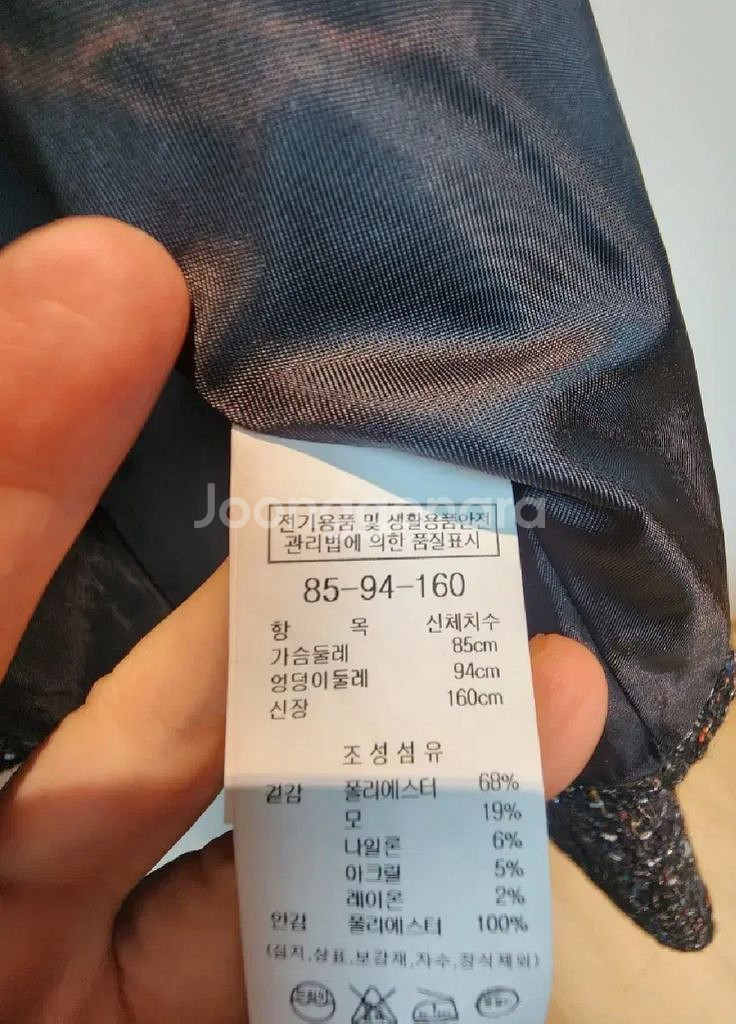 Joonggonara
전기용품 및 생활용품안전
관리법에 의한 품질표시
85-94-160
항 목 신체치수
가슴둘레 85cm
엉덩이둘레 94cm
신장 160cm
조성섬유
겉감 폴리에스터 68%
모 19%
나일론 6%
아크릴 5%
레이온 2%
안감 폴리에스터 100%
(심지,상표,보강재,자수,장식제외)